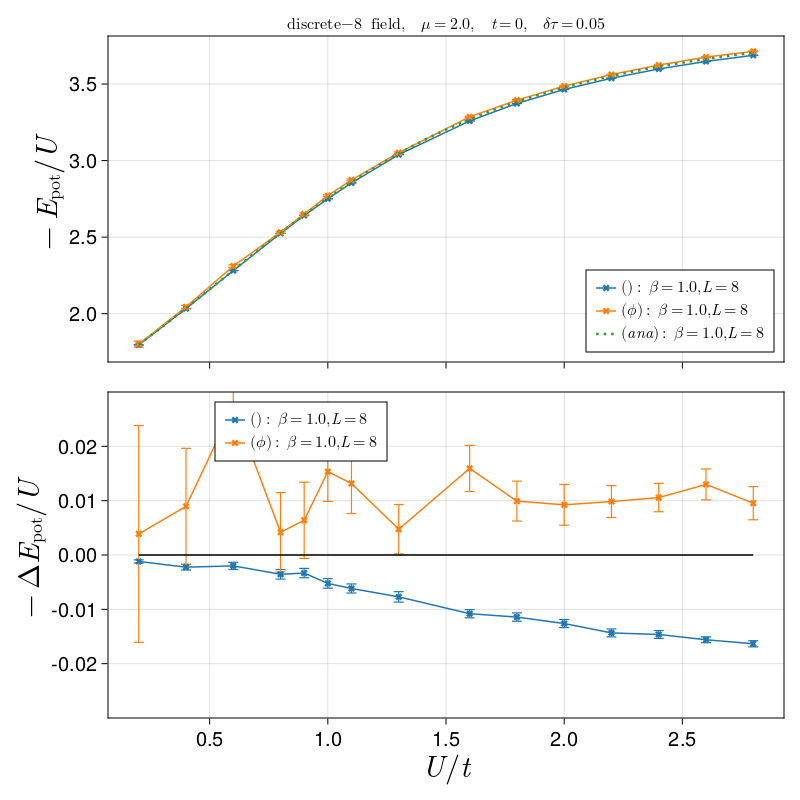 discrete−8 field, μ = 2.0, t = 0, δτ = 0.05
− E_pot / U
3.5
3.0
2.5
2.0
() : β = 1.0, L = 8
(ϕ) : β = 1.0, L = 8
(ana) : β = 1.0, L = 8
− ΔE_pot / U
0.02
0.01
0.00
-0.01
-0.02
() : β = 1.0, L = 8
(ϕ) : β = 1.0, L = 8
0.5 1.0 1.5 2.0 2.5
U/t